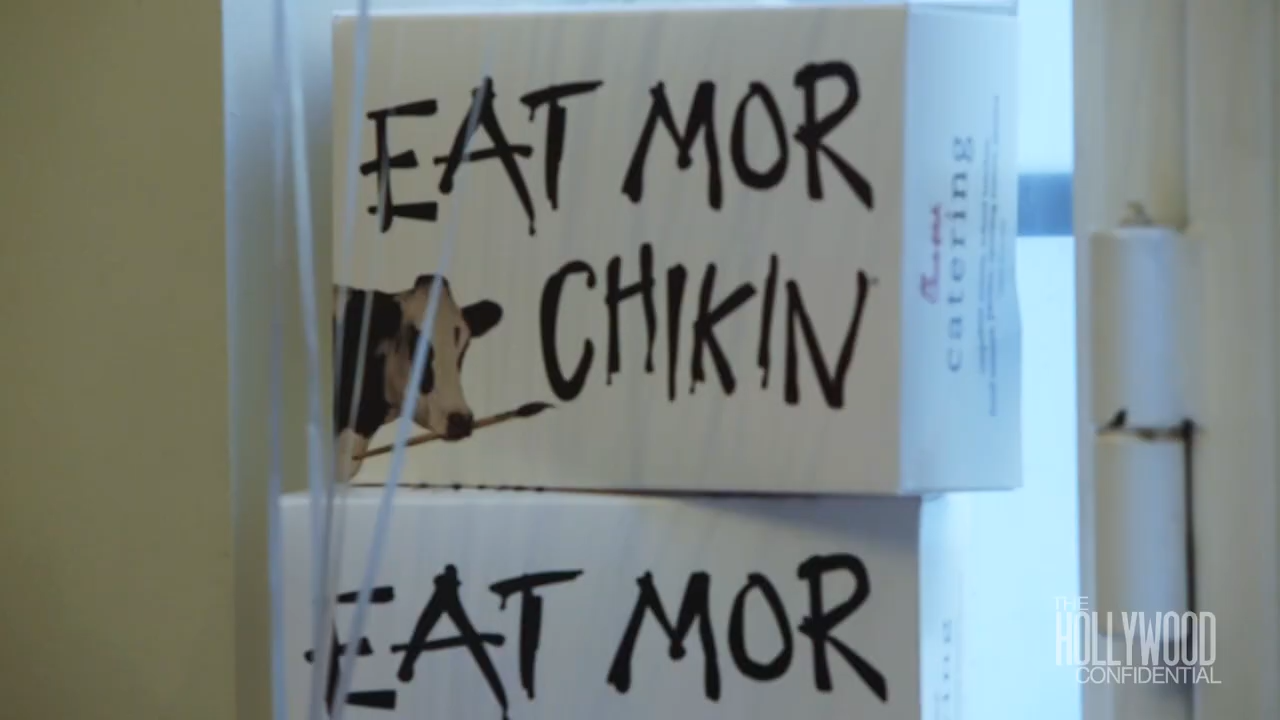 EAT MOR
CHIKIN
catering
EAT MOR
THE
HOLLYWOOD
CONFIDENTIAL